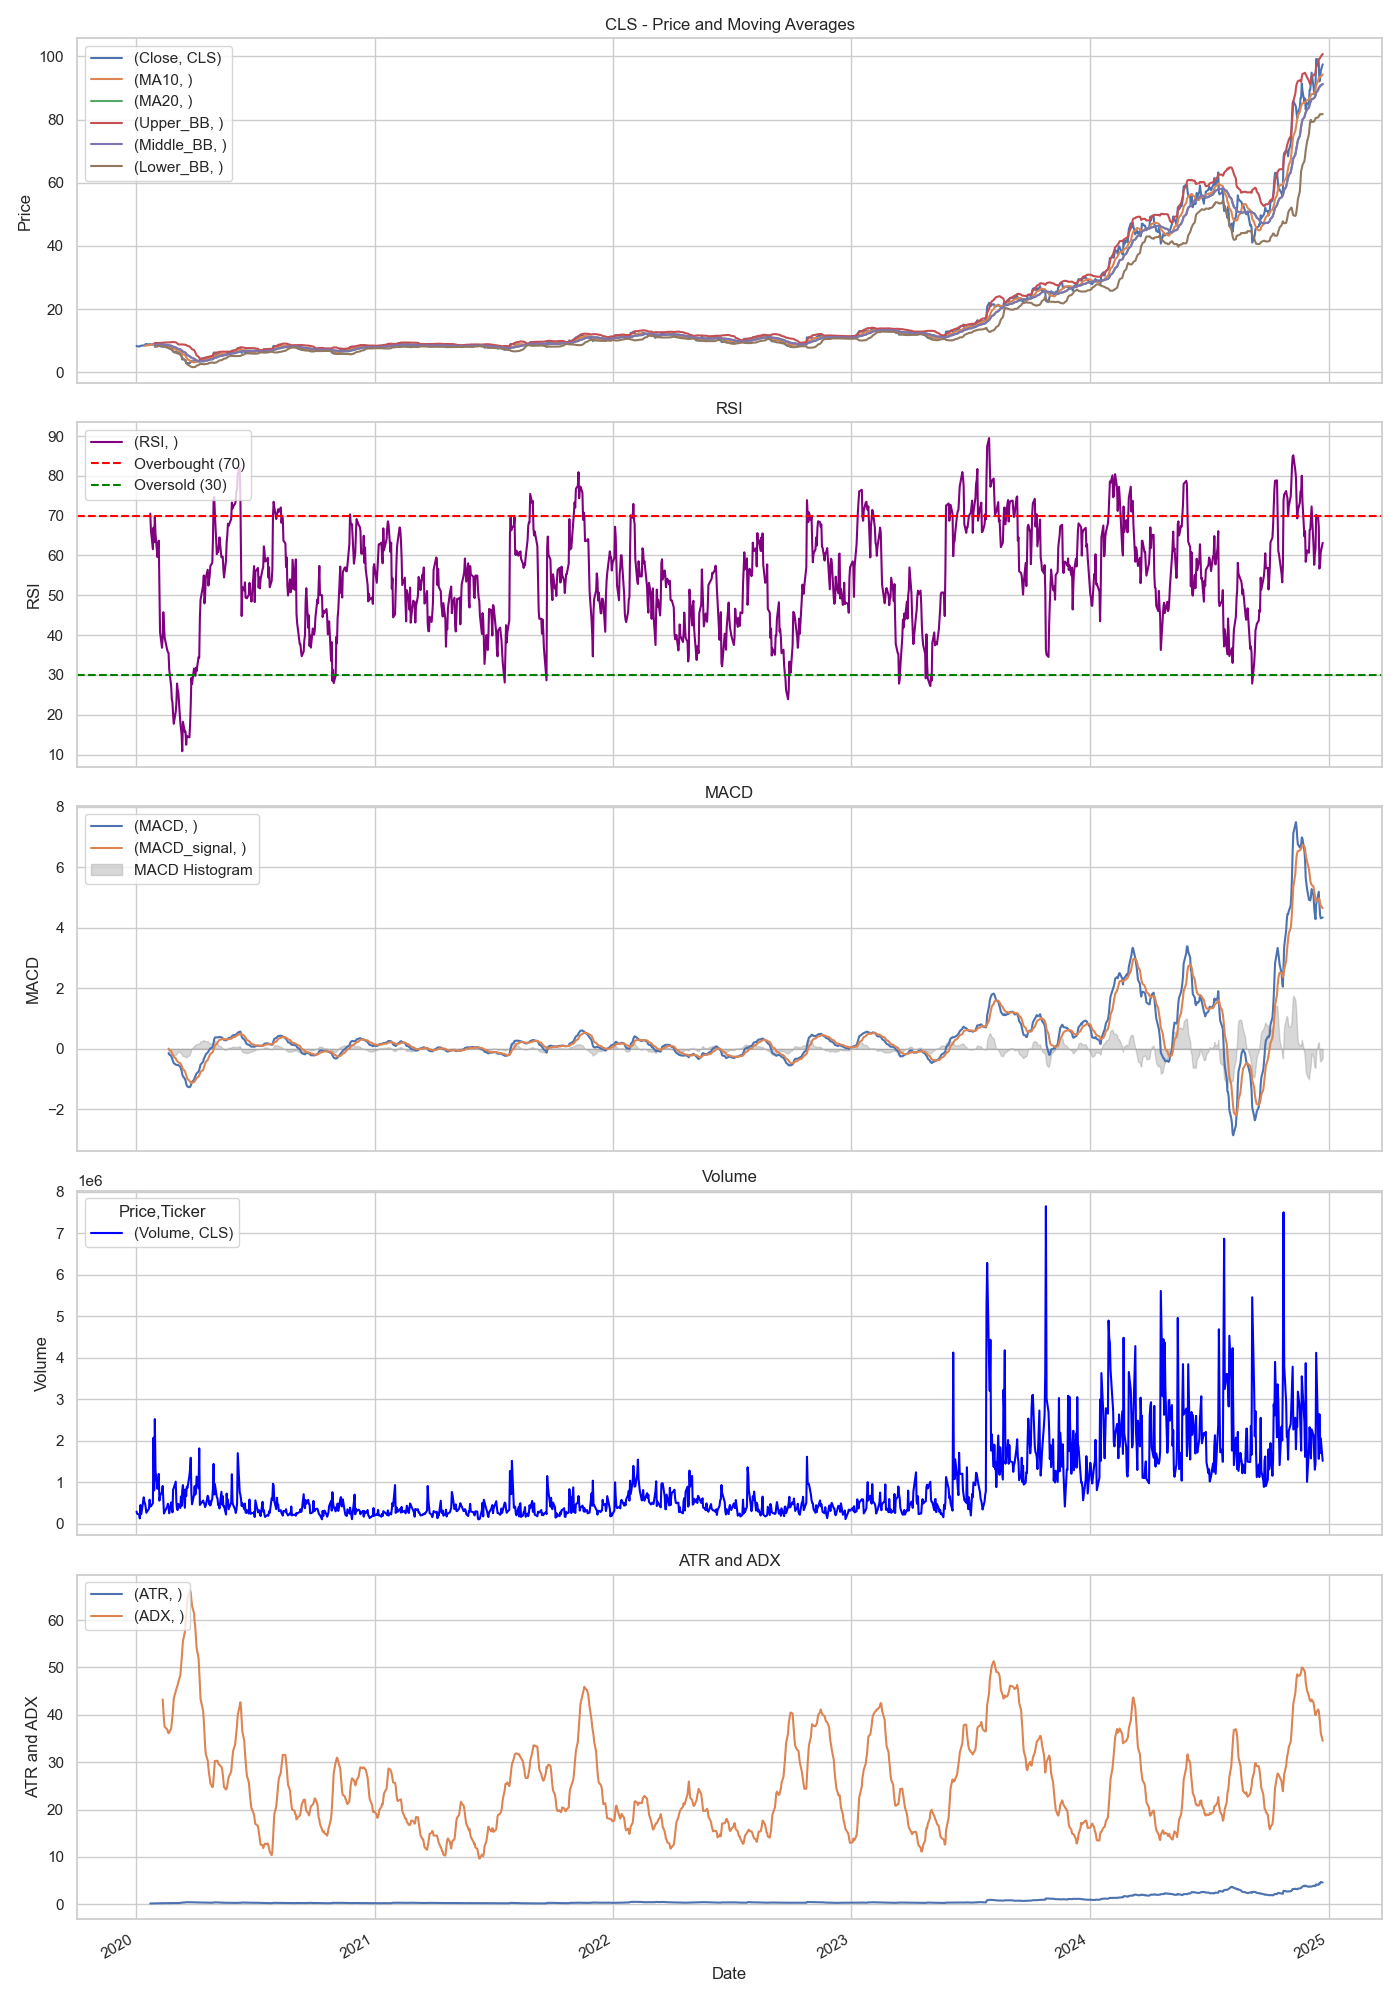 CLS - Price and Moving Averages
(Close, CLS)
(MA10, )
(MA20, )
(Upper_BB, )
(Middle_BB, )
(Lower_BB, )
Price
100
80
60
40
20
0
RSI
(RSI, )
Overbought (70)
Oversold (30)
RSI
90
80
70
60
50
40
30
20
10
MACD
(MACD, )
(MACD_signal, )
MACD Histogram
MACD
8
6
4
2
0
−2
Volume
1e6
Price,Ticker
(Volume, CLS)
Volume
8
7
6
5
4
3
2
1
0
ATR and ADX
(ATR, )
(ADX, )
ATR and ADX
60
50
40
30
20
10
0
2020
2021
2022
2023
2024
2025
Date